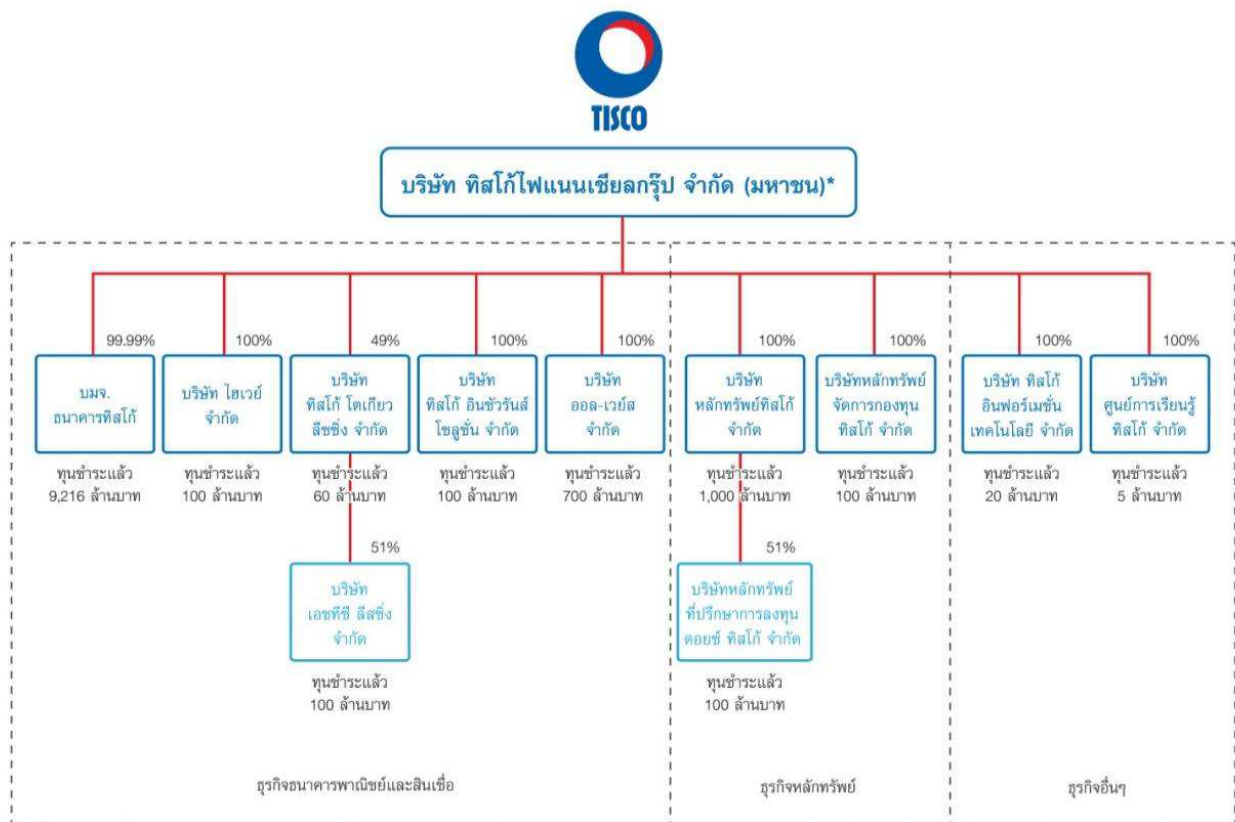 TISCO
บริษัท ทิสโก้ไฟแนนเชียลกรุ๊ป จำกัด (มหาชน)*
99.99%
บมจ.
ธนาคารทิสโก้
ทุนชำระแล้ว
9,216 ล้านบาท
100%
บริษัท ไฮเวย์
จำกัด
ทุนชำระแล้ว
100 ล้านบาท
49%
บริษัท
ทิสโก้ โตเกียว
ลีซซิ่ง จำกัด
ทุนชำระแล้ว
60 ล้านบาท
51%
บริษัท
เอชทีซี ลีสซิ่ง
จำกัด
ทุนชำระแล้ว
100 ล้านบาท
100%
บริษัท
ทิสโก้ อินชัวรันส์
โซลูชั่น จำกัด
ทุนชำระแล้ว
100 ล้านบาท
100%
บริษัท
ออล-เวย์ส
จำกัด
ทุนชำระแล้ว
700 ล้านบาท
ธุรกิจธนาคารพาณิชย์และสินเชื่อ
100%
บริษัท
หลักทรัพย์ทิสโก้
จำกัด
ทุนชำระแล้ว
1,000 ล้านบาท
51%
บริษัทหลักทรัพย์
ที่ปรึกษาการลงทุน
ดอยช์ ทิสโก้ จำกัด
ทุนชำระแล้ว
100 ล้านบาท
100%
บริษัทหลักทรัพย์
จัดการกองทุน
ทิสโก้ จำกัด
ทุนชำระแล้ว
100 ล้านบาท
ธุรกิจหลักทรัพย์
100%
บริษัท ทิสโก้
อินฟอร์เมชั่น
เทคโนโลยี จำกัด
ทุนชำระแล้ว
20 ล้านบาท
100%
บริษัท
ศูนย์การเรียนรู้
ทิสโก้ จำกัด
ทุนชำระแล้ว
5 ล้านบาท
ธุรกิจอื่นๆ